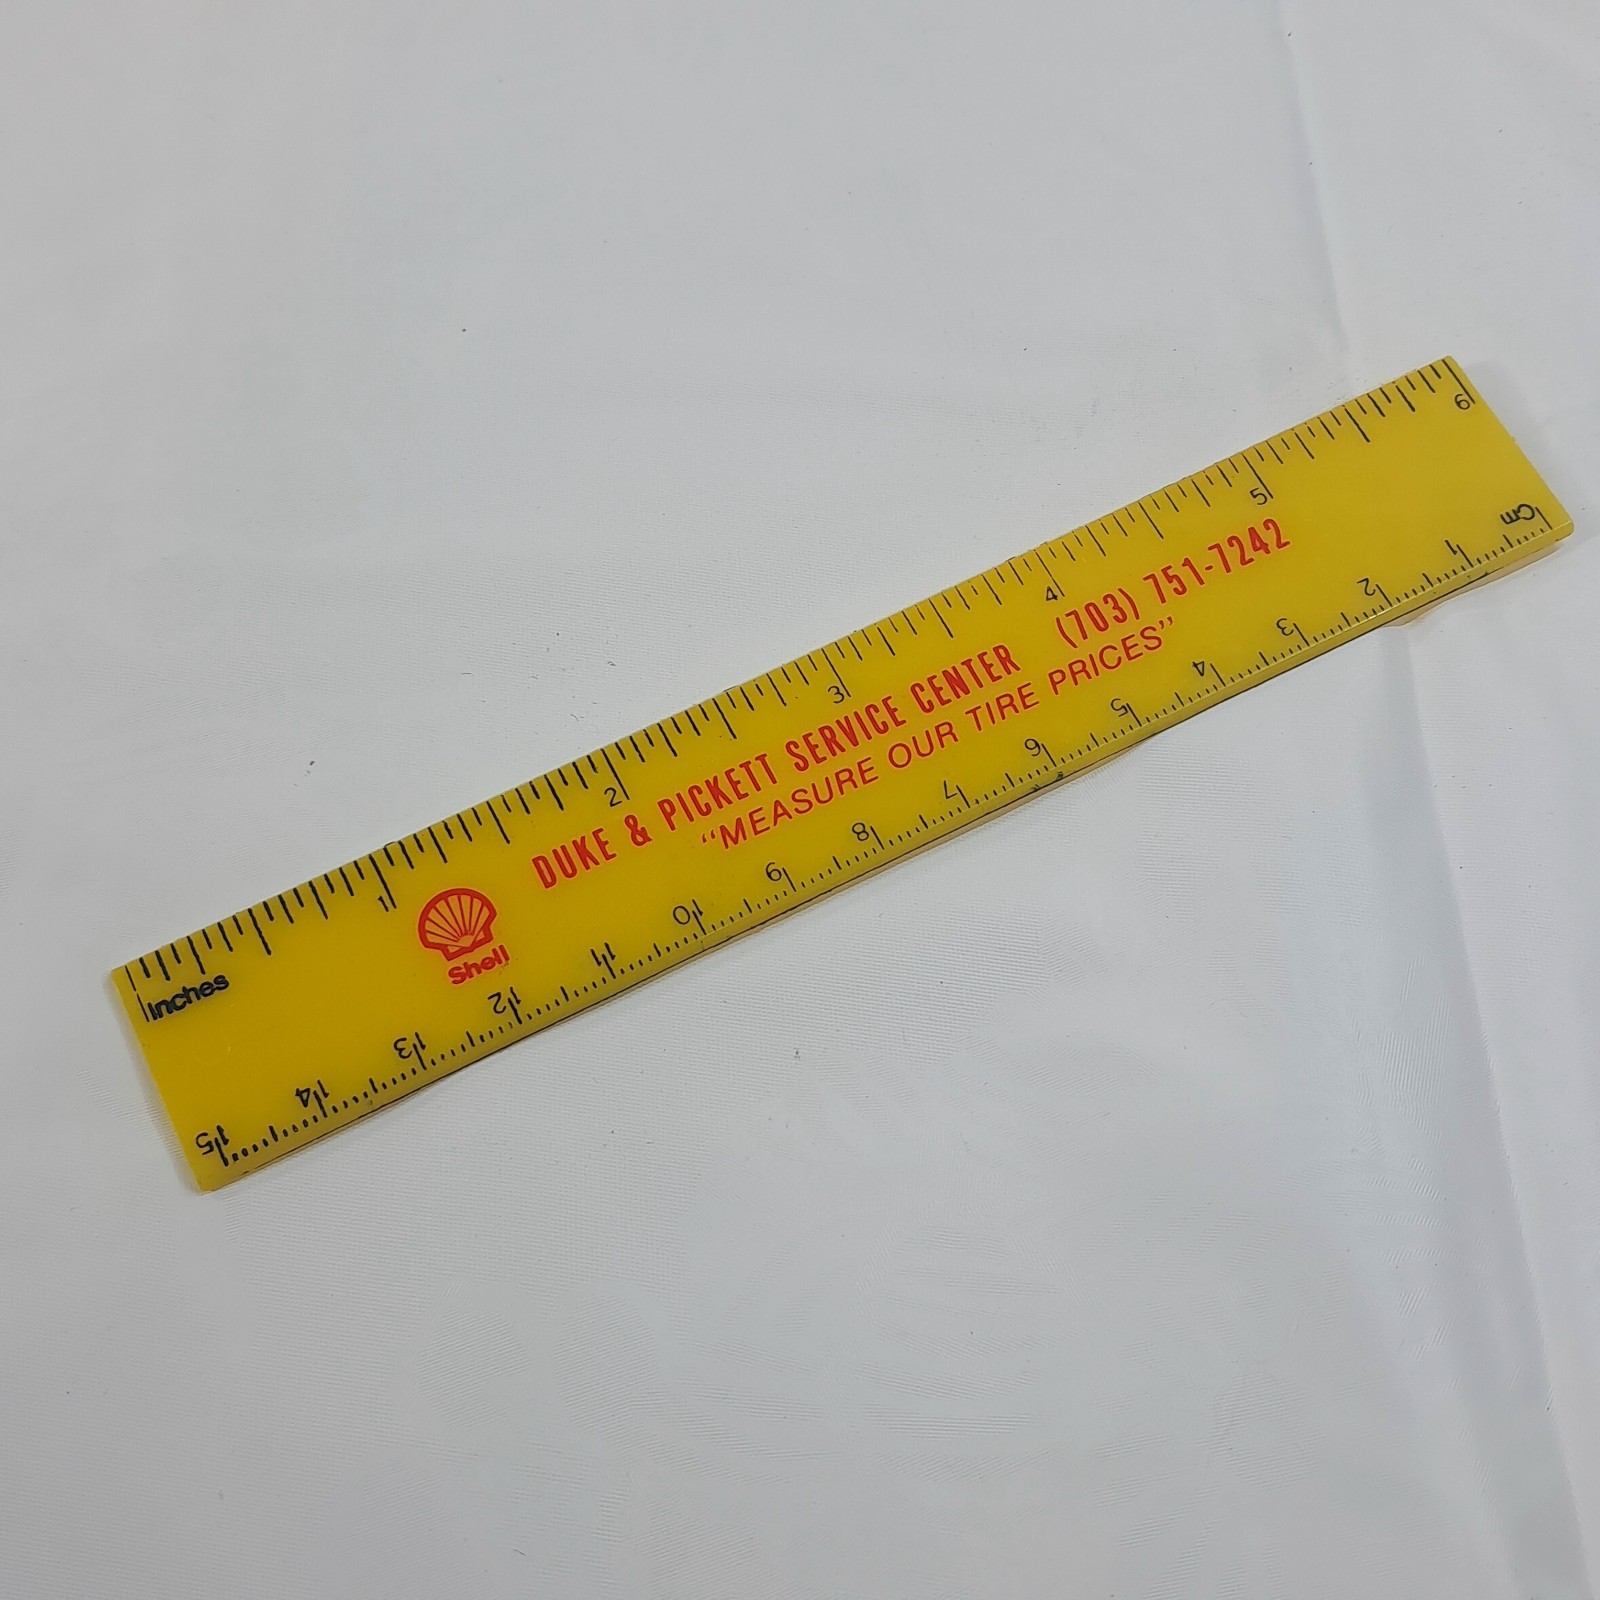 1 2 3 4 5 6
Inches
Shell
DUKE & PICKETT SERVICE CENTER (703) 751-7242
"MEASURE OUR TIRE PRICES"
cm
1 2 3 4 5 6 7 8 9 10 11 12 13 14 15